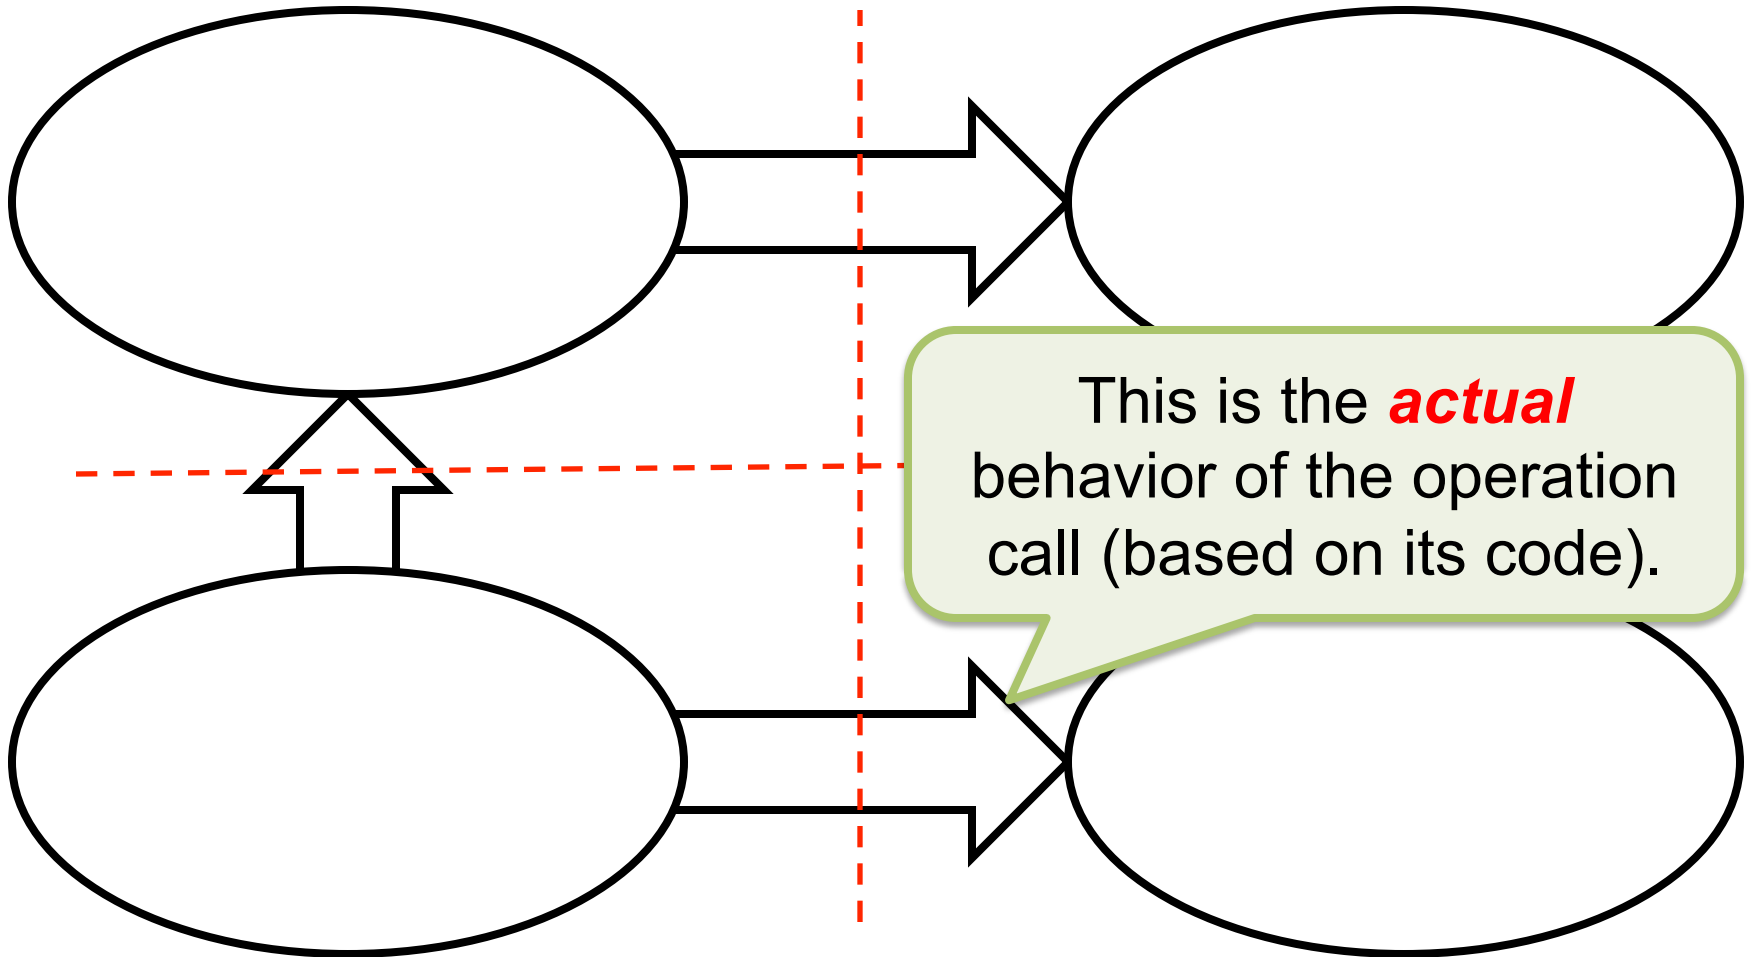 This is the actual
behavior of the operation
call (based on its code).